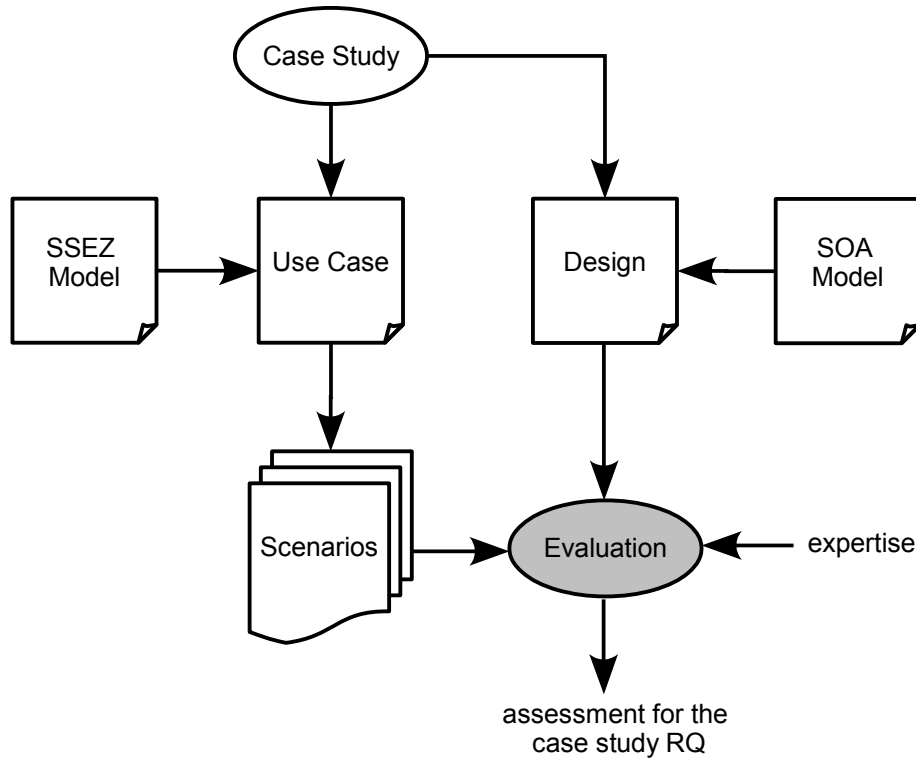 Case Study
SSEZ
Model
Use Case
Design
SOA
Model
Scenarios
Evaluation
expertise
assessment for the
case study RQ